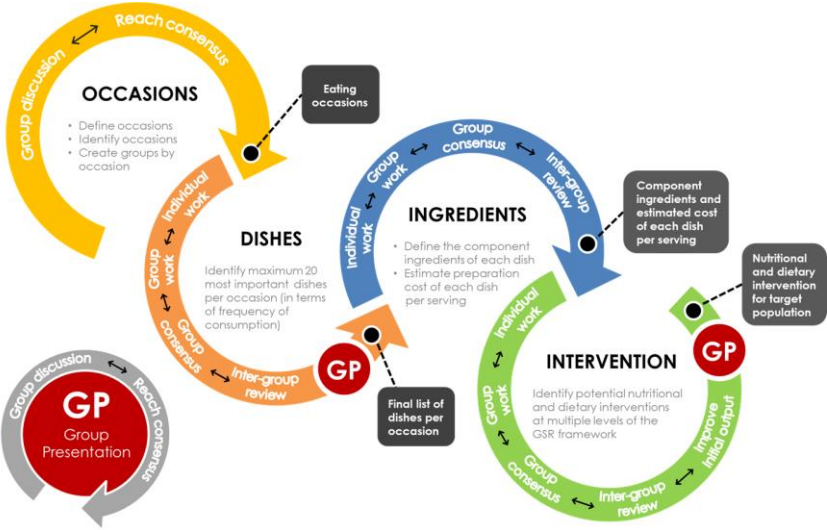 Group discussion ↔ Reach consensus
OCCASIONS
• Define occasions
• Identify occasions
• Create groups by
occasion
Eating
occasions
Individual work ↔ Group work ↔ Group consensus ↔ Inter-group review
DISHES
Identify maximum 20
most important dishes
per occasion (in terms
of frequency of
consumption)
GP
Final list of
dishes per
occasion
Individual work ↔ Group work ↔ Group consensus ↔ Inter-group review
INGREDIENTS
• Define the component
ingredients of each dish
• Estimate preparation
cost of each dish
per serving
Component
ingredients and
estimated cost
of each dish
per serving
Individual work ↔ Group work ↔ Group consensus ↔ Inter-group review ↔ Improve Initial output
INTERVENTION
Identify potential nutritional
and dietary interventions
at multiple levels of the
GSR framework
GP
Nutritional
and dietary
intervention
for target
population
Group discussion ↔ Reach consensus
GP
Group
Presentation